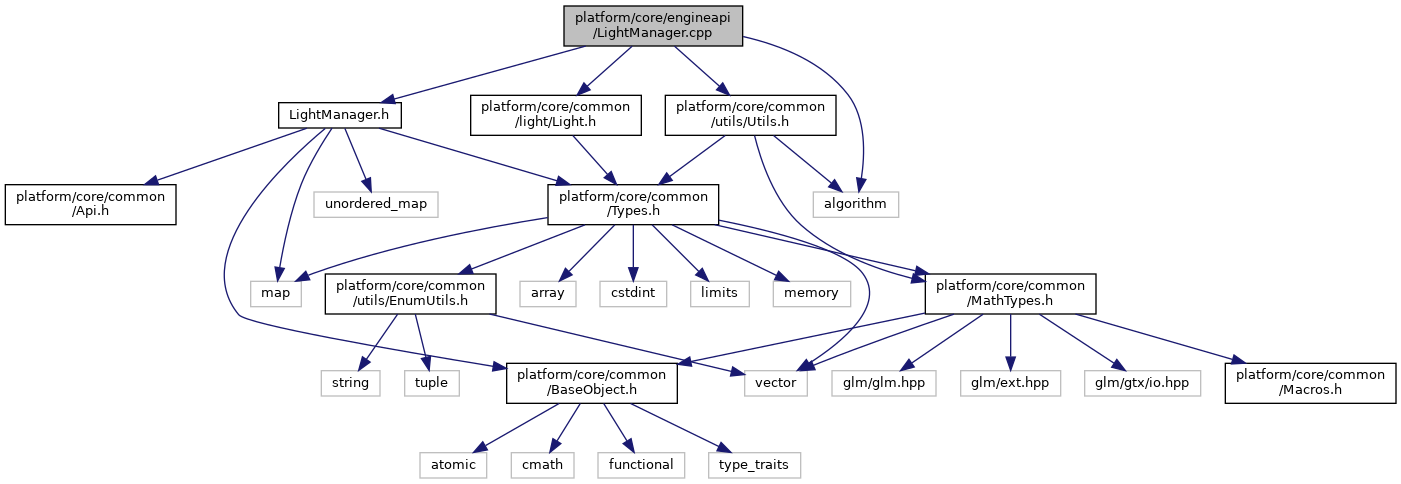 platform/core/engineapi
/LightManager.cpp
LightManager.h
platform/core/common
/light/Light.h
platform/core/common
/utils/Utils.h
platform/core/common
/Api.h
unordered_map
platform/core/common
/Types.h
algorithm
map
platform/core/common
/utils/EnumUtils.h
array
cstdint
limits
memory
platform/core/common
/MathTypes.h
string
tuple
platform/core/common
/BaseObject.h
vector
glm/glm.hpp
glm/ext.hpp
glm/gtx/io.hpp
platform/core/common
/Macros.h
atomic
cmath
functional
type_traits